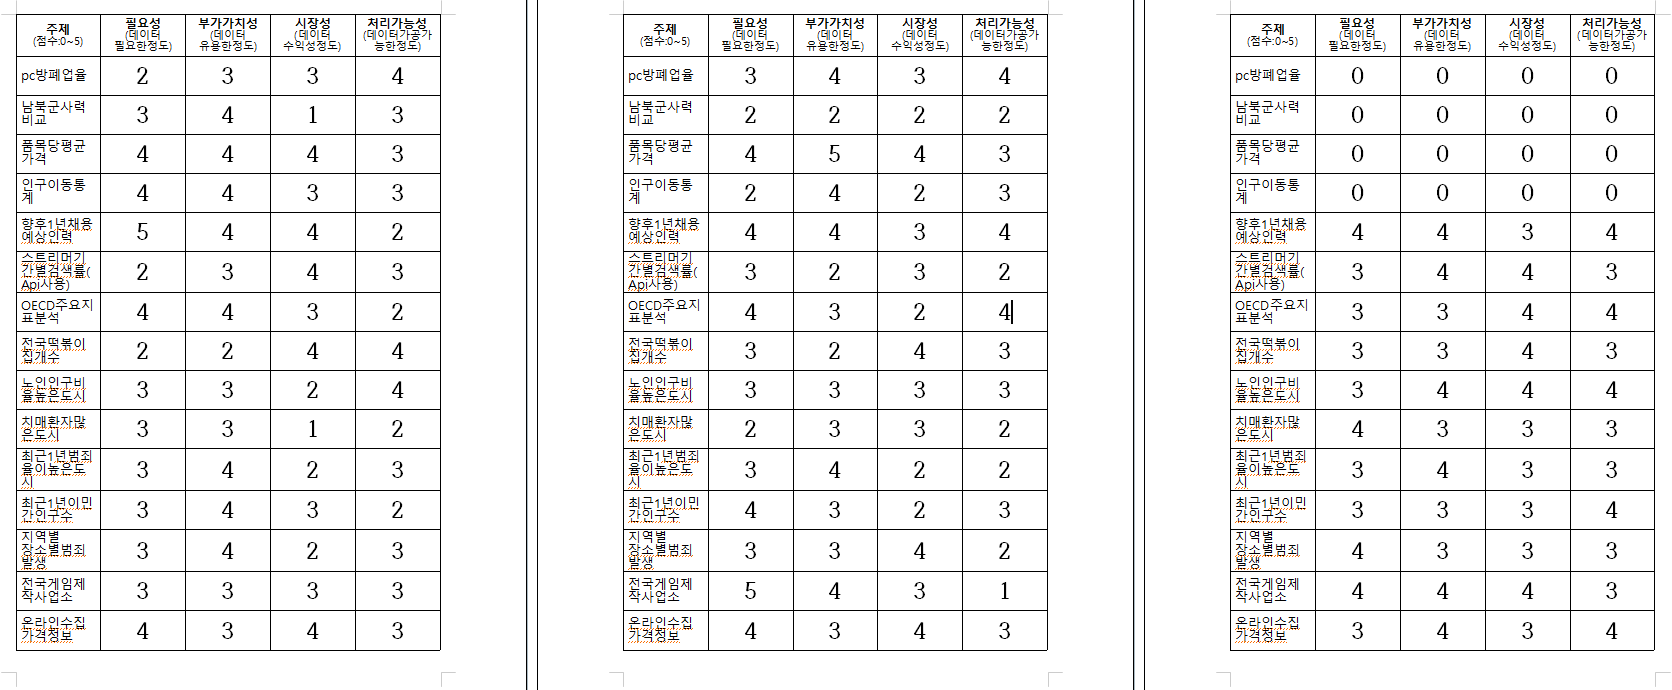 주제 필요성 부가가치성 시장성 처리가능성
(점수:0~5) (데이터 (데이터 (데이터 (데이터가공가
필요한정도) 유용한정도) 수익성정도) 능한정도)
pc방폐업율 2 3 3 4
남북군사력
비교 3 4 1 3
품목당평균
가격 4 4 4 3
인구이동통
계 4 4 3 3
향후1년채용
예상인력 5 4 4 2
스트리머기
간별검색률(
Api사용) 2 3 4 3
OECD주요지
표분석 4 4 3 2
전국떡볶이
집개수 2 2 4 4
노인인구비
율높은도시 3 3 2 4
치매환자많
은도시 3 3 1 2
최근1년범죄
율이높은도
시 3 4 2 3
최근1년이민
간인구수 3 4 3 2
지역별
장소별범죄
발생 3 4 2 3
전국게임제
작사업소 3 3 3 3
온라인수집
가격정보 4 3 4 3
주제 필요성 부가가치성 시장성 처리가능성
(점수:0~5) (데이터 (데이터 (데이터 (데이터가공가
필요한정도) 유용한정도) 수익성정도) 능한정도)
pc방폐업율 3 4 3 4
남북군사력
비교 2 2 2 2
품목당평균
가격 4 5 4 3
인구이동통
계 2 4 2 3
향후1년채용
예상인력 4 4 3 4
스트리머기
간별검색률(
Api사용) 3 2 3 2
OECD주요지
표분석 4 3 2 4
전국떡볶이
집개수 3 2 4 3
노인인구비
율높은도시 3 3 3 3
치매환자많
은도시 2 3 3 2
최근1년범죄
율이높은도
시 3 4 2 2
최근1년이민
간인구수 4 3 2 3
지역별
장소별범죄
발생 3 3 4 2
전국게임제
작사업소 5 4 3 1
온라인수집
가격정보 4 3 4 3
주제 필요성 부가가치성 시장성 처리가능성
(점수:0~5) (데이터 (데이터 (데이터 (데이터가공가
필요한정도) 유용한정도) 수익성정도) 능한정도)
pc방폐업율 0 0 0 0
남북군사력
비교 0 0 0 0
품목당평균
가격 0 0 0 0
인구이동통
계 0 0 0 0
향후1년채용
예상인력 4 4 3 4
스트리머기
간별검색률(
Api사용) 3 4 4 3
OECD주요지
표분석 3 3 4 4
전국떡볶이
집개수 3 3 4 3
노인인구비
율높은도시 3 4 4 4
치매환자많
은도시 4 3 3 3
최근1년범죄
율이높은도
시 3 4 3 3
최근1년이민
간인구수 3 3 3 4
지역별
장소별범죄
발생 4 3 3 3
전국게임제
작사업소 4 4 4 3
온라인수집
가격정보 3 4 3 4